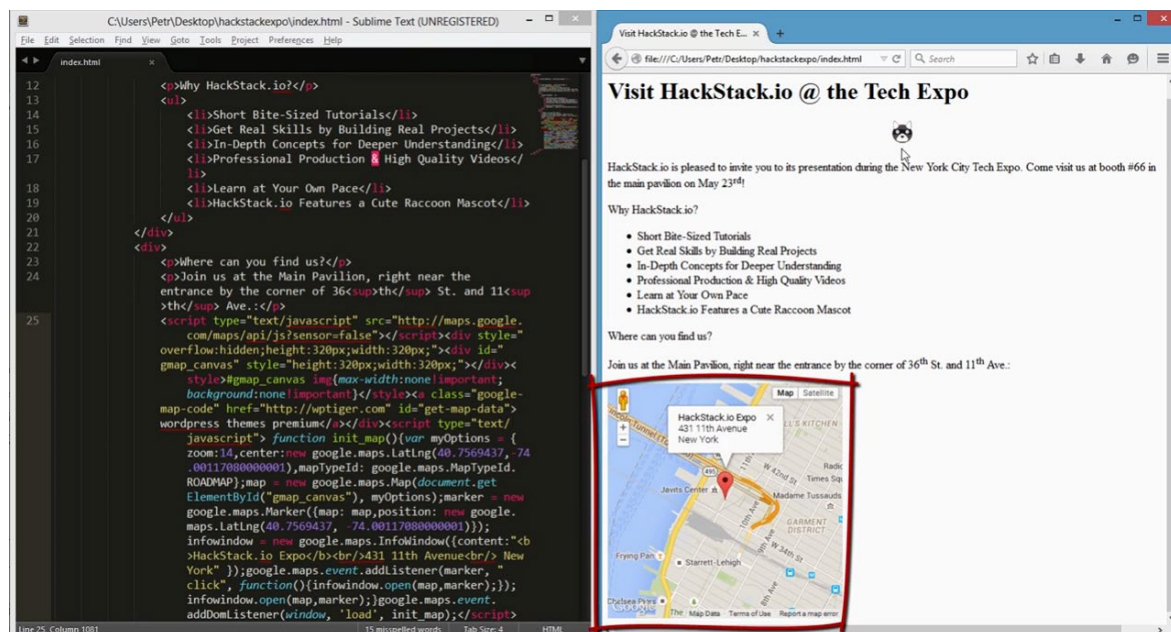 C:\Users\Petr\Desktop\hackstackexpo\index.html - Sublime Text (UNREGISTERED)
File Edit Selection Find View Goto Tools Project Preferences Help
index.html
12 <p>Why HackStack.io?</p>
13 <ul>
14 <li>Short Bite-Sized Tutorials</li>
15 <li>Get Real Skills by Building Real Projects</li>
16 <li>In-Depth Concepts for Deeper Understanding</li>
17 <li>Professional Production & High Quality Videos</
li>
18 <li>Learn at Your Own Pace</li>
19 <li>HackStack.io Features a Cute Raccoon Mascot</li>
20 </ul>
21 </div>
22 <div>
23 <p>Where can you find us?</p>
24 <p>Join us at the Main Pavilion, right near the
entrance by the corner of 36<sup>th</sup> St. and 11<sup
>th</sup> Ave.:</p>
25 <script type="text/javascript" src="http://maps.google.
com/maps/api/js?sensor=false"></script><div style="
overflow:hidden;height:320px;width:320px;"><div id="
gmap_canvas" style="height:320px;width:320px;"></div><
style>#gmap_canvas img{max-width:none!important;
background:none!important}</style><a class="google-
map-code" href="http://wptiger.com" id="get-map-data">
wordpress themes premium</a></div><script type="text/
javascript"> function init_map(){var myOptions = {
zoom:14,center:new google.maps.LatLng(40.7569437,-74
.00117080000001),mapTypeId: google.maps.MapTypeId.
ROADMAP};map = new google.maps.Map(document.get
ElementById("gmap_canvas"), myOptions);marker = new
google.maps.Marker({map: map,position: new google.
maps.LatLng(40.7569437, -74.00117080000001)});
infowindow = new google.maps.InfoWindow({content:"<b
>HackStack.io Expo</b><br/>431 11th Avenue<br/> New
York" });google.maps.event.addListener(marker, "
click", function(){infowindow.open(map,marker);});
infowindow.open(map,marker);}google.maps.event.
addDomListener(window, 'load', init_map);</script>
Line 25, Column 1081 15 misspelled words Tab Size: 4 HTML
Visit HackStack.io @ the Tech E...
file:///C:/Users/Petr/Desktop/hackstackexpo/index.html Search
Visit HackStack.io @ the Tech Expo
HackStack.io is pleased to invite you to its presentation during the New York City Tech Expo. Come visit us at booth #66 in
the main pavilion on May 23rd!
Why HackStack.io?
Short Bite-Sized Tutorials
Get Real Skills by Building Real Projects
In-Depth Concepts for Deeper Understanding
Professional Production & High Quality Videos
Learn at Your Own Pace
HackStack.io Features a Cute Raccoon Mascot
Where can you find us?
Join us at the Main Pavilion, right near the entrance by the corner of 36th St. and 11th Ave.:
Map Satellite
HackStack.io Expo
431 11th Avenue
New York
LL'S KITCHEN
Lincoln Tunnel
495
11th
W 42nd St
Radio
Times Sq
Javits Center
Madame Tussauds
10th Ave
GARMENT
DISTRICT
9th Ave
W 34th St
Frying Pan
Starrett-Lehigh
8th Ave
Chelsea Piers
Google
The
Map Data Terms of Use Report a map error